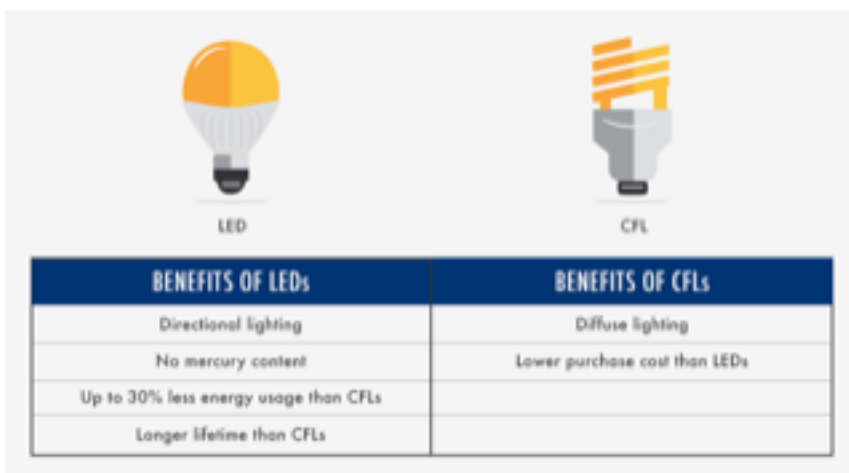 LED
CFL
BENEFITS OF LEDs
BENEFITS OF CFLs
Directional lighting
Diffuse lighting
No mercury content
Lower purchase cost than LEDs
Up to 30% less energy usage than CFLs
Longer lifetime than CFLs